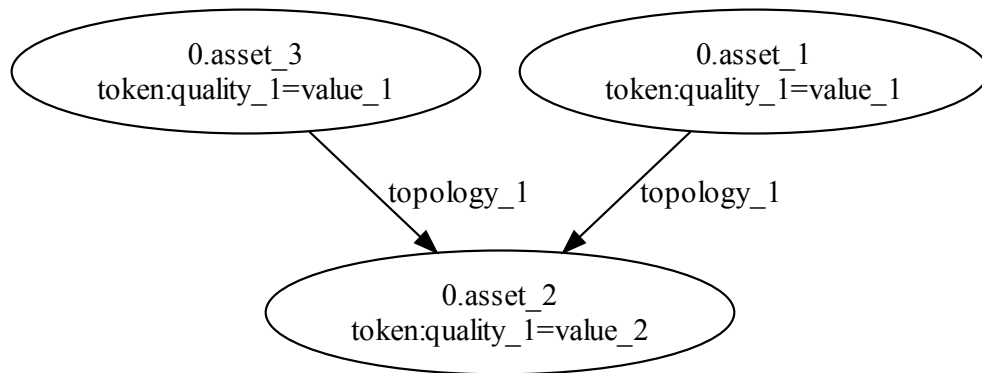 0.asset_3
token:quality_1=value_1
0.asset_1
token:quality_1=value_1
topology_1
topology_1
0.asset_2
token:quality_1=value_2